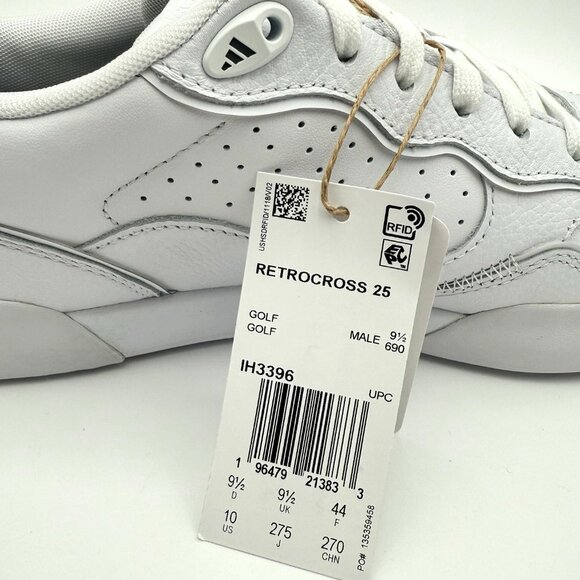 USHSDRFID/1118/V02
RFID
RETROCROSS 25
GOLF
GOLF
MALE 9½
690
IH3396
UPC
1 96479 21383 3
9½ 9½ 44
D UK F
10 275 270
US J CHN
PO# 135359458